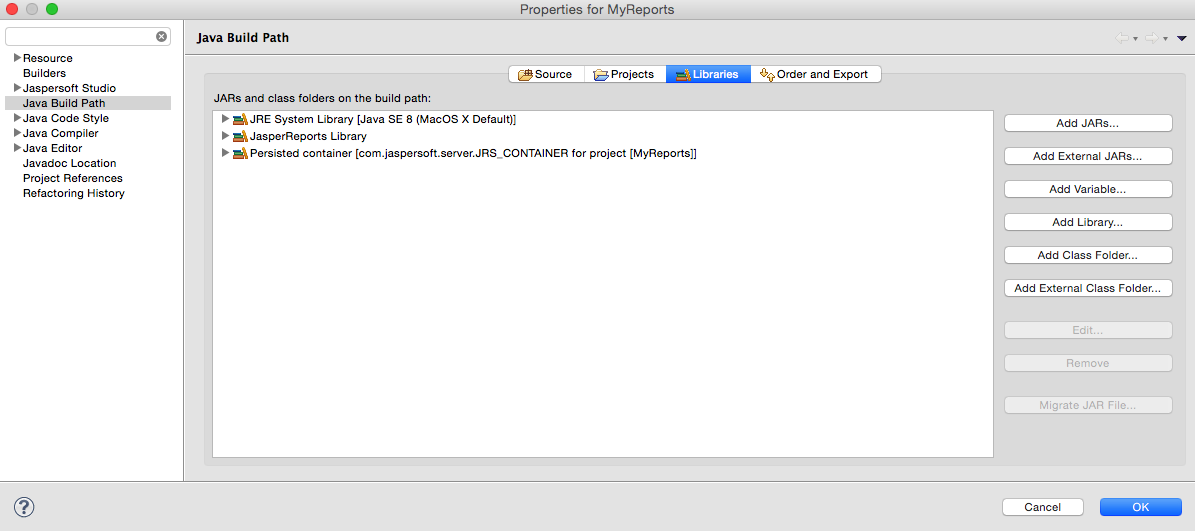 Properties for MyReports
Resource
Builders
Jaspersoft Studio
Java Build Path
Java Code Style
Java Compiler
Java Editor
Javadoc Location
Project References
Refactoring History
Java Build Path
Source
Projects
Libraries
Order and Export
JARs and class folders on the build path:
JRE System Library [Java SE 8 (MacOS X Default)]
JasperReports Library
Persisted container [com.jaspersoft.server.JRS_CONTAINER for project [MyReports]]
Add JARs...
Add External JARs...
Add Variable...
Add Library...
Add Class Folder...
Add External Class Folder...
Edit...
Remove
Migrate JAR File...
?
Cancel
OK